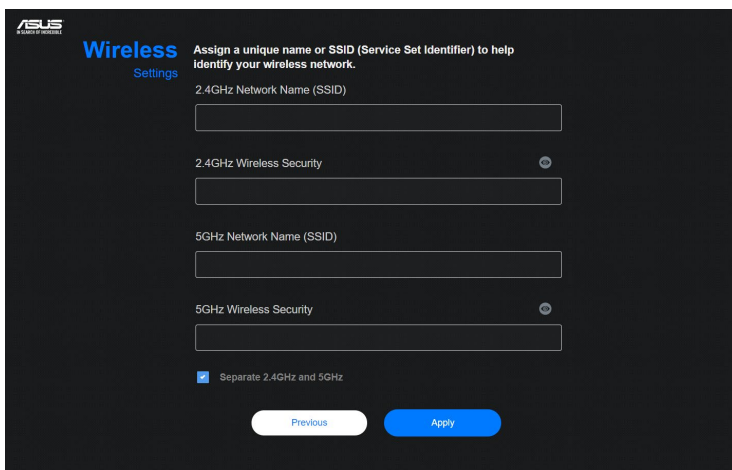 ASUS
IN SEARCH OF INCREDIBLE
Wireless
Settings
Assign a unique name or SSID (Service Set Identifier) to help
identify your wireless network.
2.4GHz Network Name (SSID)
2.4GHz Wireless Security
5GHz Network Name (SSID)
5GHz Wireless Security
Separate 2.4GHz and 5GHz
Previous
Apply